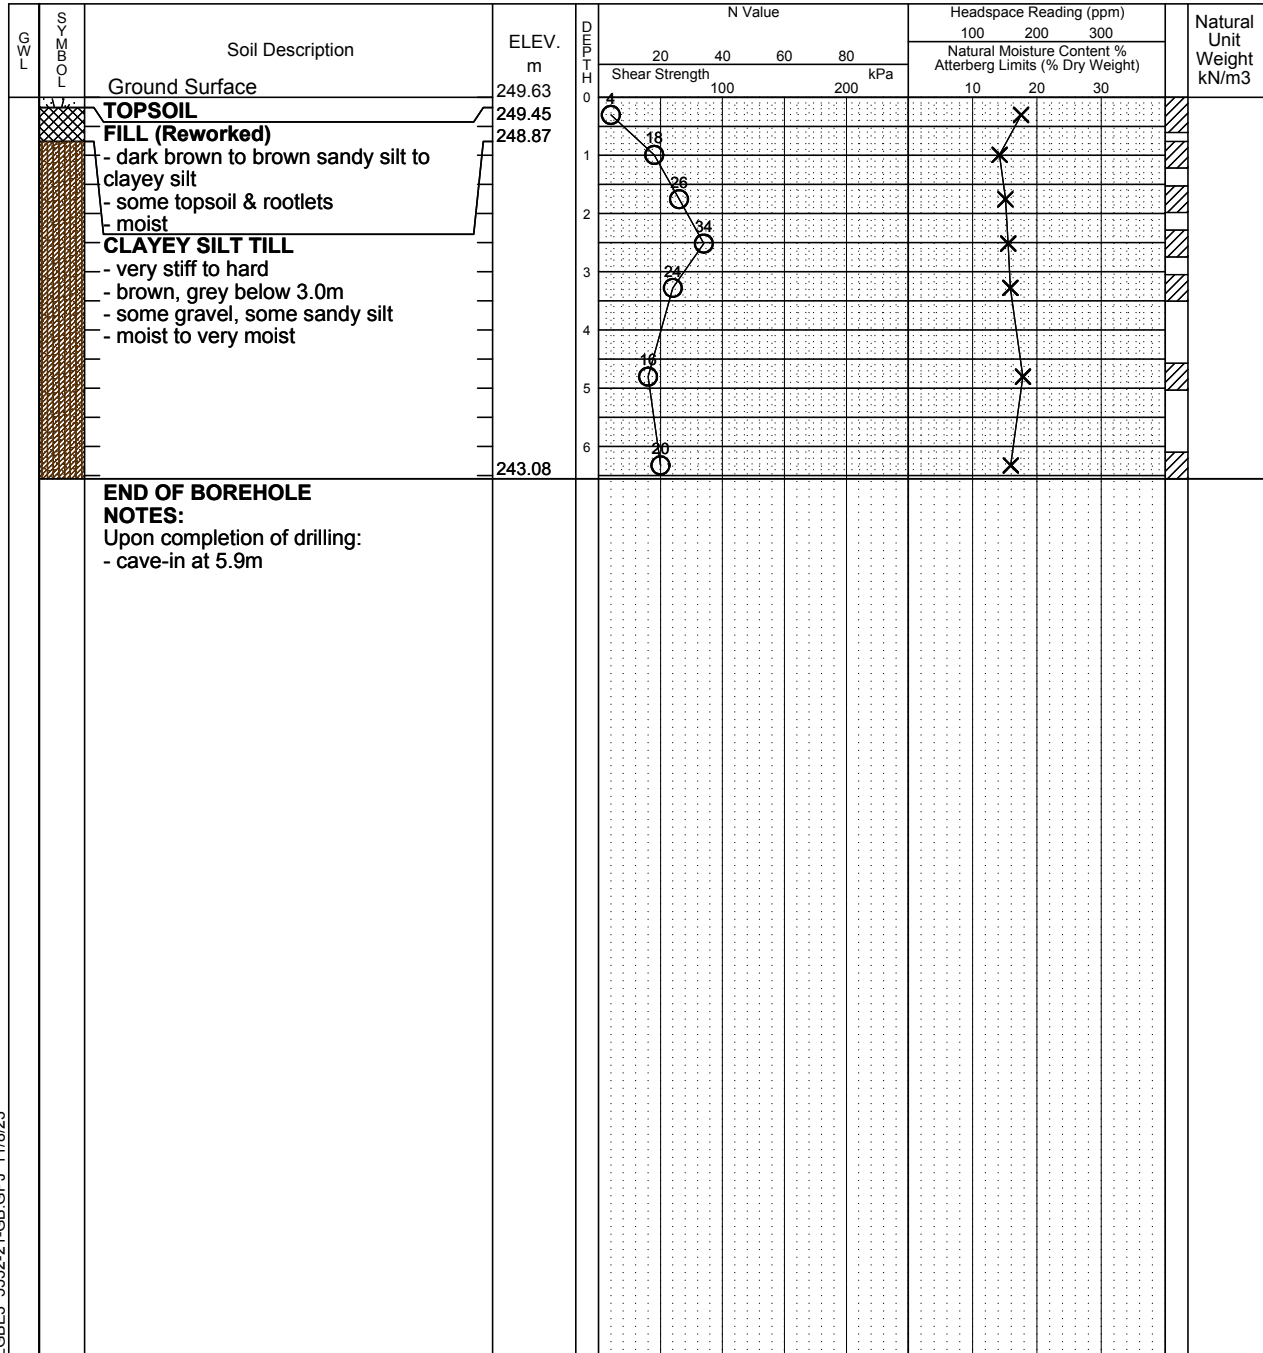 GWL
SYMBOL
Soil Description
ELEV.
m
DEPTH
N Value
20 40 60 80
Shear Strength kPa
100 200
Headspace Reading (ppm)
100 200 300
Natural Moisture Content %
Atterberg Limits (% Dry Weight)
10 20 30
Natural
Unit
Weight
kN/m3
Ground Surface 249.63 0
TOPSOIL 249.45
FILL (Reworked) 248.87
- dark brown to brown sandy silt to
clayey silt
- some topsoil & rootlets
- moist
CLAYEY SILT TILL
- very stiff to hard
- brown, grey below 3.0m
- some gravel, some sandy silt
- moist to very moist
243.08
END OF BOREHOLE
NOTES:
Upon completion of drilling:
- cave-in at 5.9m
1
2
3
4
5
6
4
18
26
34
24
16
20